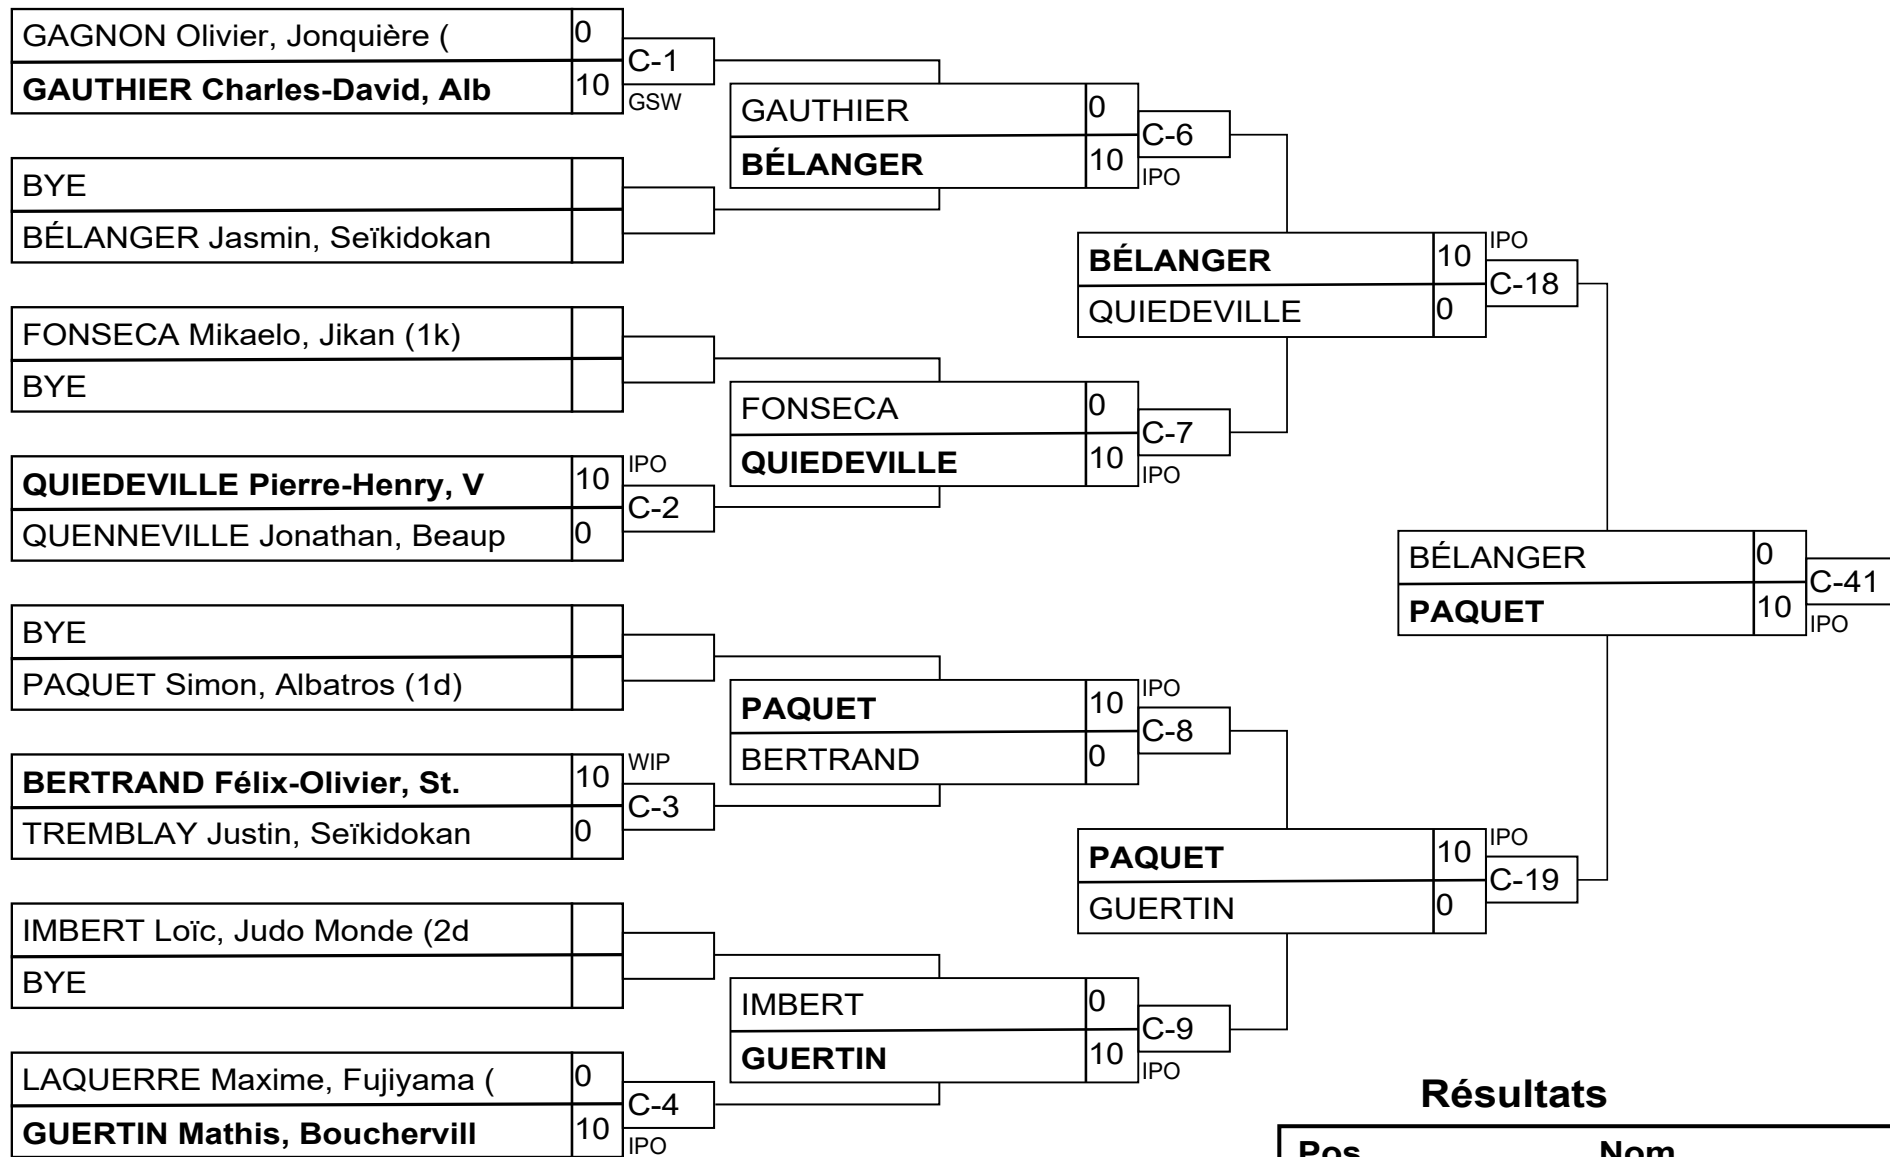 GAGNON Olivier, Jonquière ( 0
GAUTHIER Charles-David, Alb 10
C-1
GSW
BYE
BÉLANGER Jasmin, Seïkidokan
FONSECA Mikaelo, Jikan (1k)
BYE
QUIEDEVILLE Pierre-Henry, V 10
QUENNEVILLE Jonathan, Beaup 0
IPO
C-2
BYE
PAQUET Simon, Albatros (1d)
BERTRAND Félix-Olivier, St. 10
TREMBLAY Justin, Seïkidokan 0
WIP
C-3
IMBERT Loïc, Judo Monde (2d
BYE
LAQUERRE Maxime, Fujiyama ( 0
GUERTIN Mathis, Bouchervill 10
C-4
IPO
GAUTHIER 0
BÉLANGER 10
C-6
IPO
FONSECA 0
QUIEDEVILLE 10
C-7
IPO
PAQUET 10
BERTRAND 0
IPO
C-8
IMBERT 0
GUERTIN 10
C-9
IPO
BÉLANGER 10
QUIEDEVILLE 0
IPO
C-18
PAQUET 10
GUERTIN 0
IPO
C-19
BÉLANGER 0
PAQUET 10
C-41
IPO
Résultats
Pos Nom